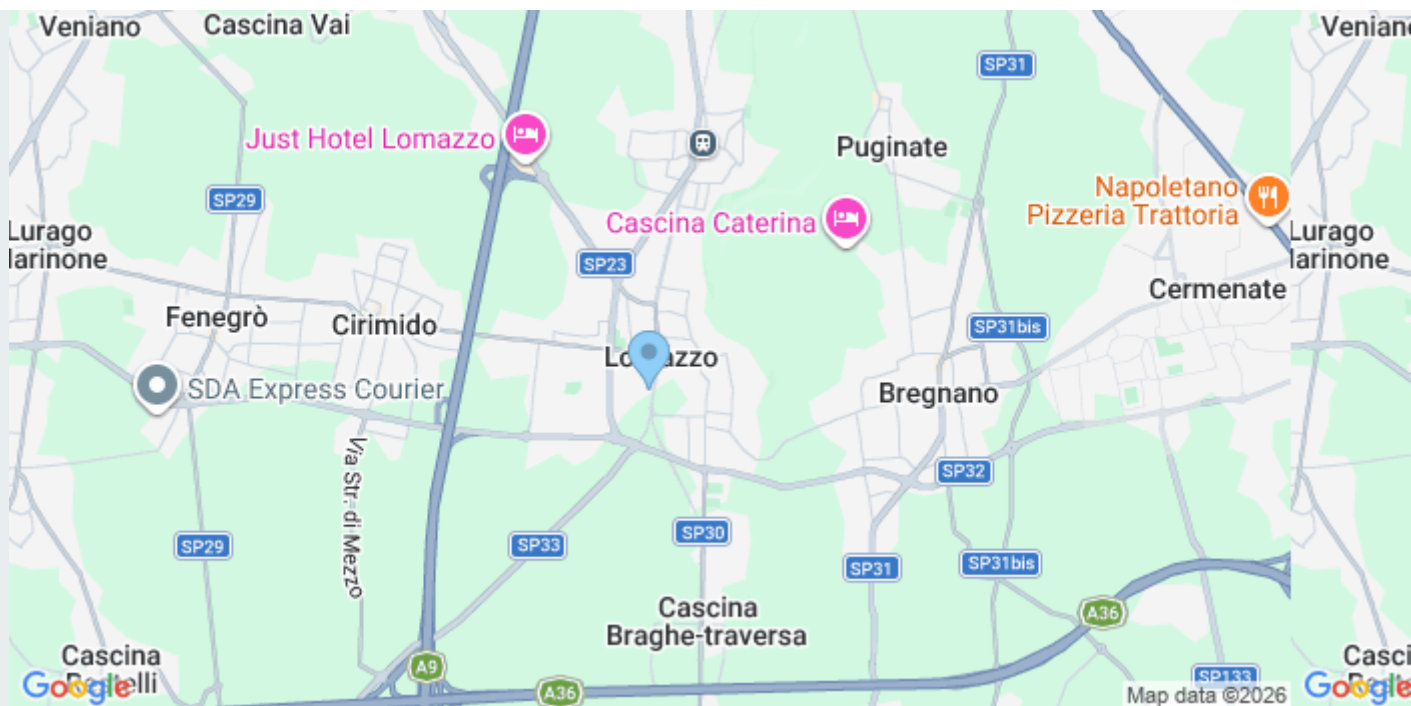 Veniano
Cascina Vai
SP31
Just Hotel Lomazzo
Puginate
SP29
Napoletano
Pizzeria Trattoria
Cascina Caterina
Lurago
Marinone
SP23
Cermenate
Fenegrò
Cirimido
SP31bis
Lomazzo
SDA Express Courier
Bregnano
Via Str. di Mezzo
SP32
SP29
SP33
SP30
SP31
SP31bis
Cascina
Braghe-traversa
A36
Cascina
A9
A36
SP133
Google
Map data ©2026
Veniano
Lurago
Marinone
Google